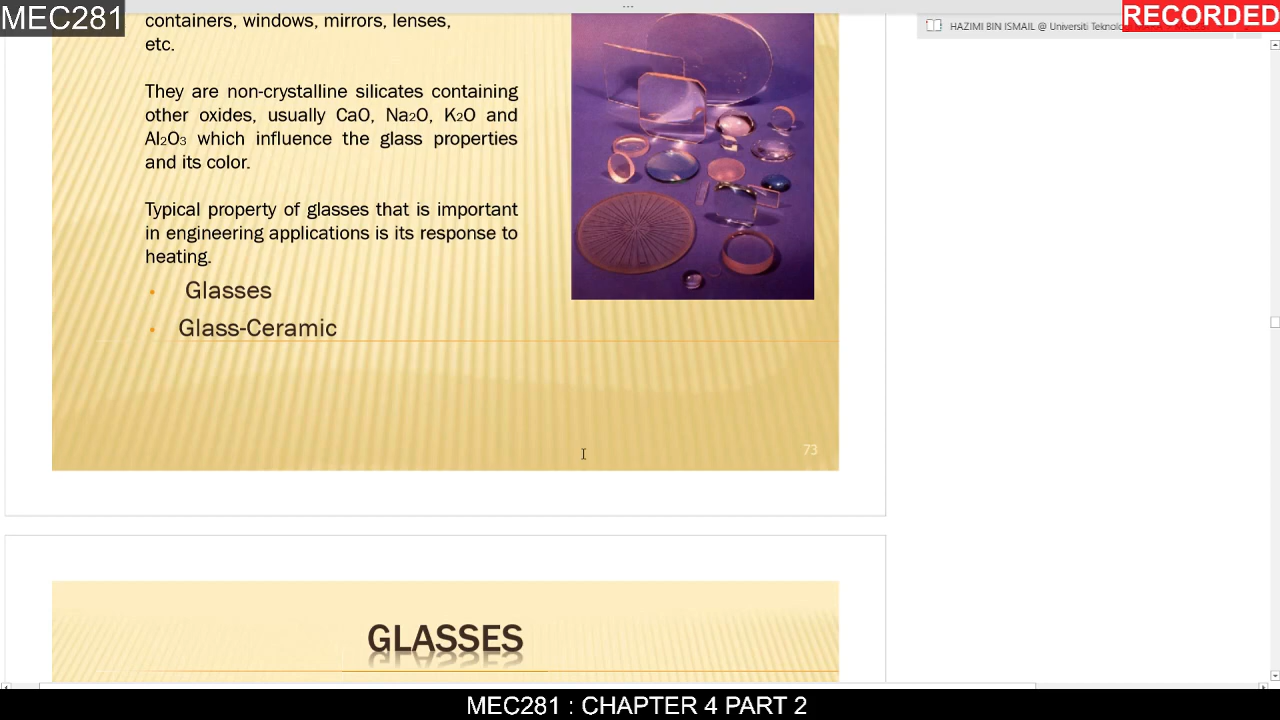 MEC281
RECORDED
HAZIMI BIN ISMAIL @ Universiti
containers, windows, mirrors, lenses,
etc.
They are non-crystalline silicates containing
other oxides, usually CaO, Na2O, K2O and
Al2O3 which influence the glass properties
and its color.
Typical property of glasses that is important
in engineering applications is its response to
heating.
• Glasses
• Glass-Ceramic
73
GLASSES
MEC281 : CHAPTER 4 PART 2